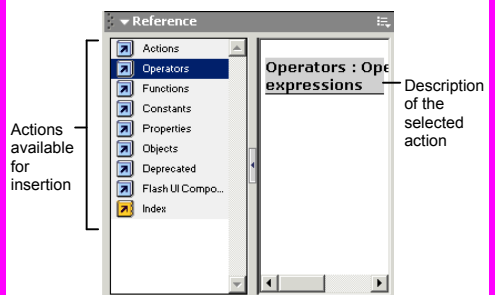 Reference
Actions
Operators
Functions
Constants
Properties
Objects
Deprecated
Flash UI Compo...
Index
Operators : Ope
expressions
Actions
available
for
insertion
Description
of the
selected
action